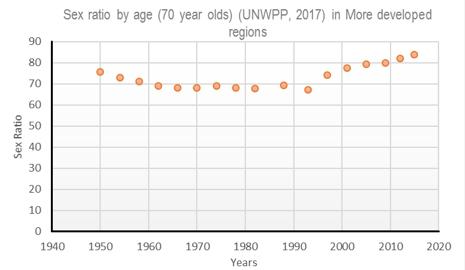 Sex ratio by age (70 year olds) (UNWPP, 2017) in More developed
regions
90
80
70
60
50
40
30
20
10
0
Sex Ratio
1940 1950 1960 1970 1980 1990 2000 2010 2020
Years